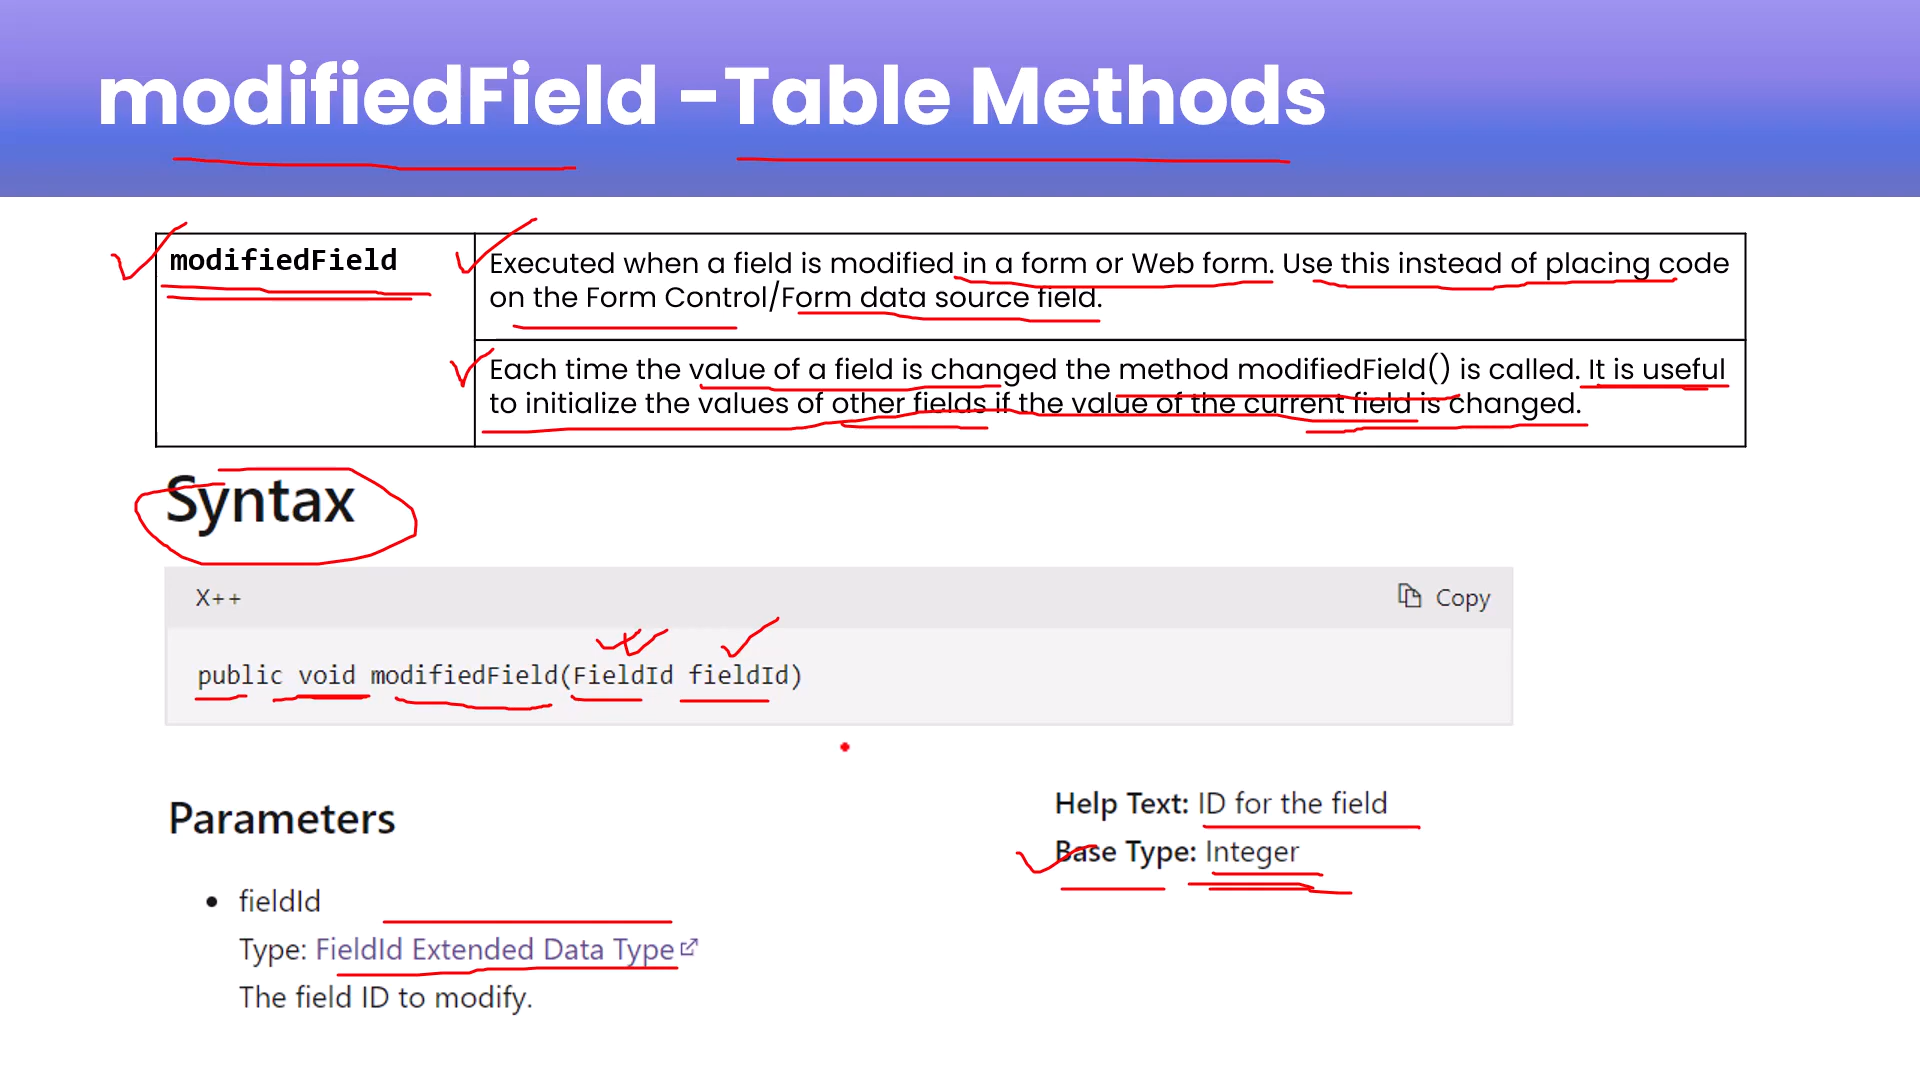 modifiedField -Table Methods
modifiedField
Executed when a field is modified in a form or Web form. Use this instead of placing code
on the Form Control/Form data source field.
Each time the value of a field is changed the method modifiedField() is called. It is useful
to initialize the values of other fields if the value of the current field is changed.
Syntax
X++
Copy
public void modifiedField(FieldId fieldId)
Parameters
• fieldId
Type: FieldId Extended Data Type
The field ID to modify.
Help Text: ID for the field
Base Type: Integer